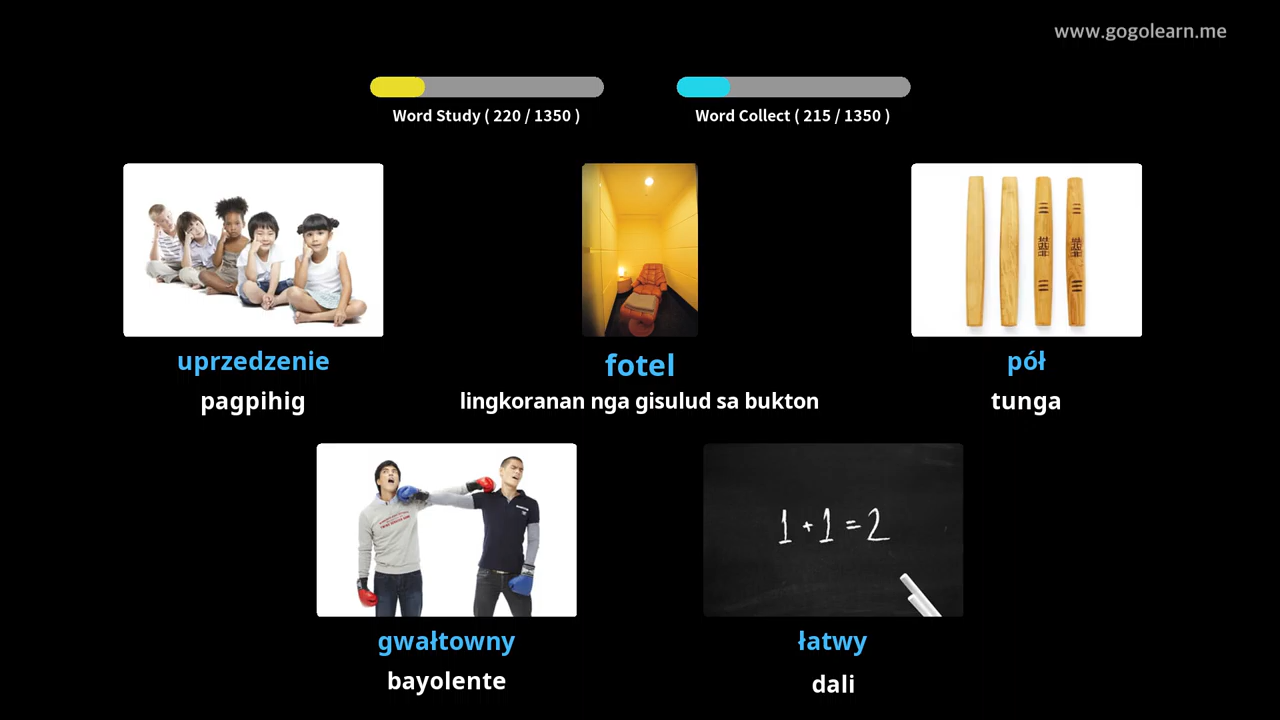 www.gogolearn.me
Word Study ( 220 / 1350 )
Word Collect ( 215 / 1350 )
uprzedzenie
pagpihig
fotel
lingkoranan nga gisulud sa bukton
pół
tunga
1 + 1 = 2
gwałtowny
bayolente
łatwy
dali